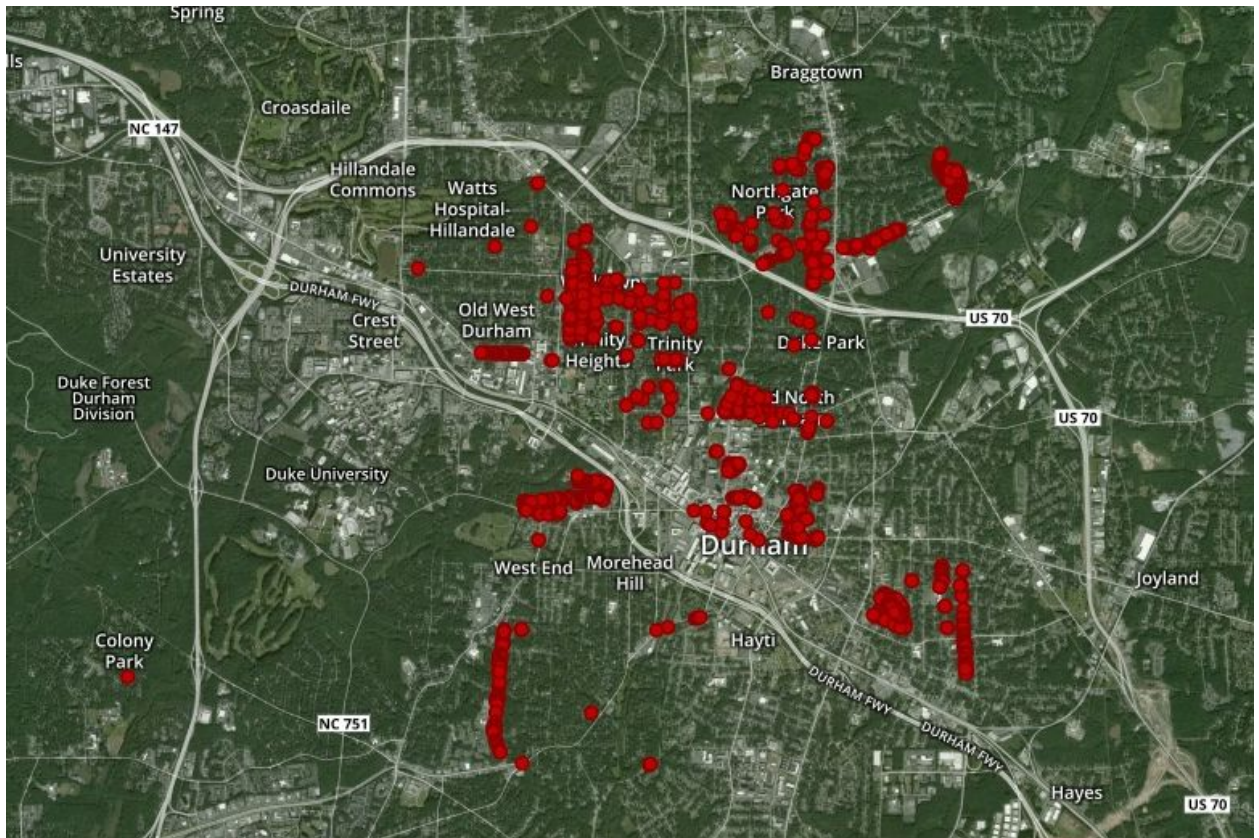 Spring
lls
Braggtown
Croasdaile
NC 147
Hillandale
Commons
Watts
Hospital-
Hillandale
Northgate
Park
University
Estates
DURHAM FWY
Crest
Street
Old West
Durham
US 70
Heights
Trinity
Park
Duke Park
Duke Forest
Durham
Division
d North
US 70
Duke University
Durham
West End
Morehead
Hill
Joyland
Hayti
Colony
Park
DURHAM FWY
NC 751
DURHAM FWY
Hayes
US 70